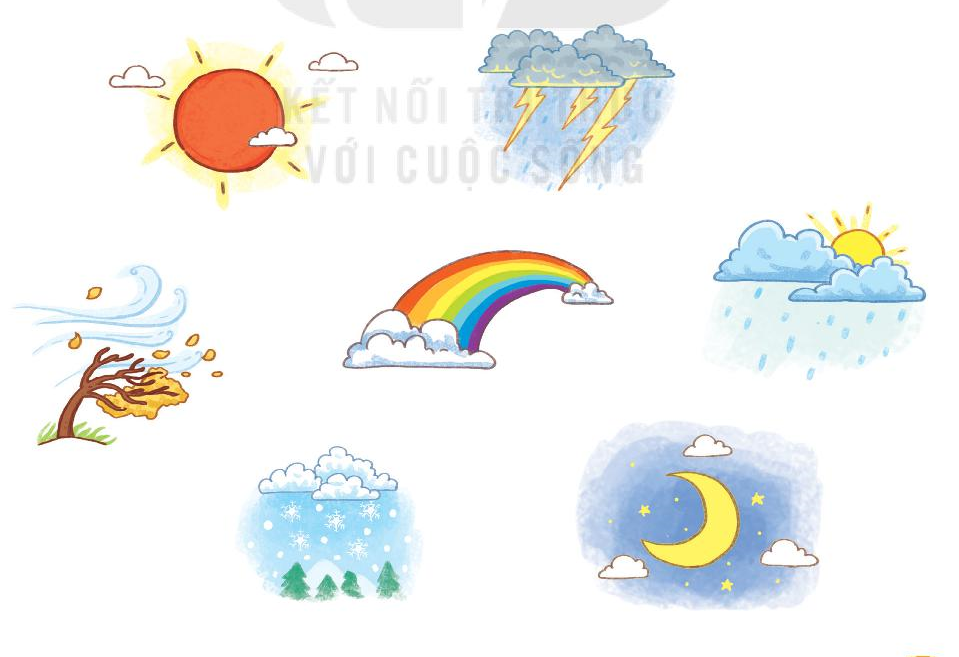 KẾT NỐI TRI THỨC
VỚI CUỘC SỐNG